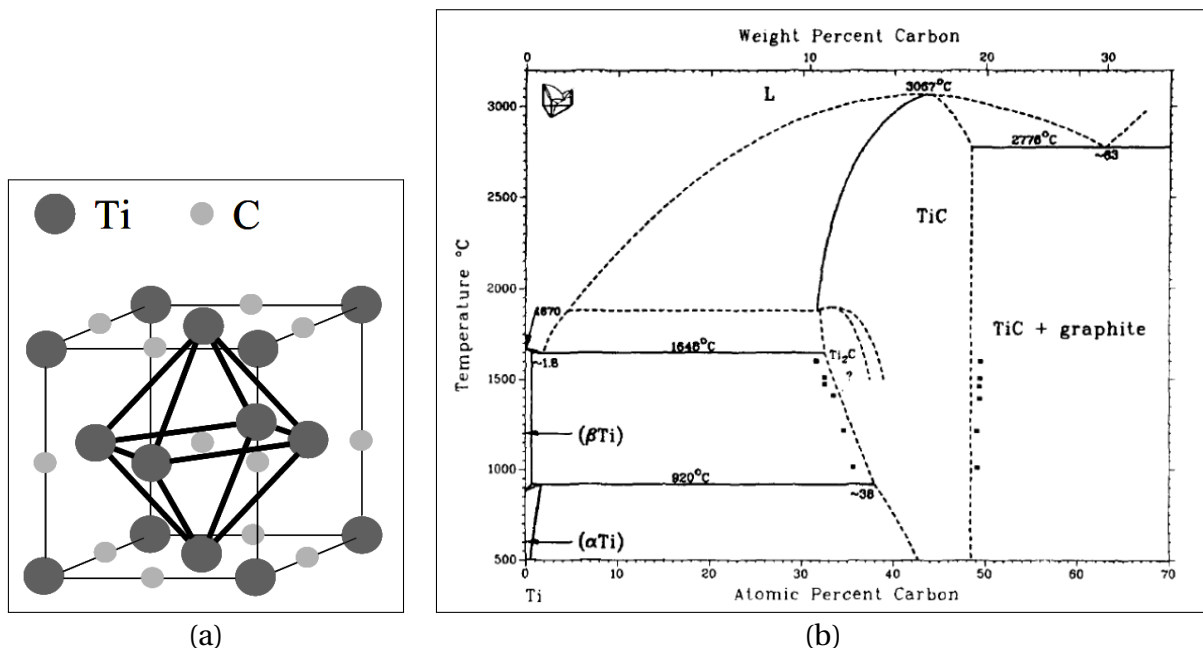 Ti C
(a)
Weight Percent Carbon
0 10 20 30
Temperature °C
3000
2500
2000
1500
1000
500
L
3067°C
2776°C
~63
TiC
1670
TiC + graphite
1648°C
~1.8
Ti₂C
?
(βTi)
920°C
~38
(αTi)
0 10 20 30 40 50 60 70
Ti
Atomic Percent Carbon
(b)